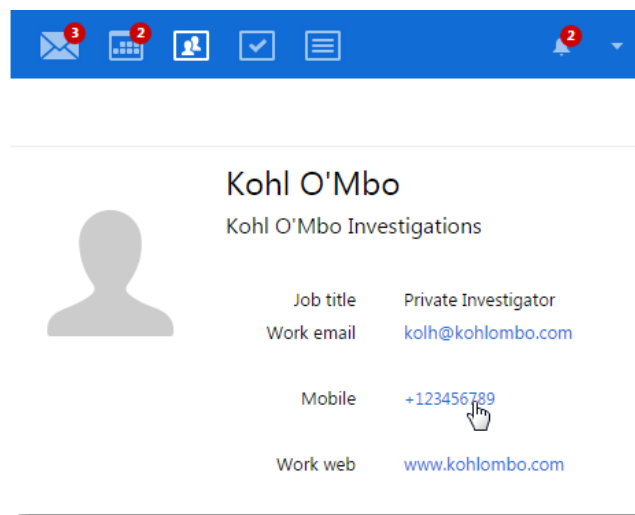 3 2 2
Kohl O'Mbo
Kohl O'Mbo Investigations
Job title Private Investigator
Work email kolh@kohlombo.com
Mobile +123456789
Work web www.kohlombo.com